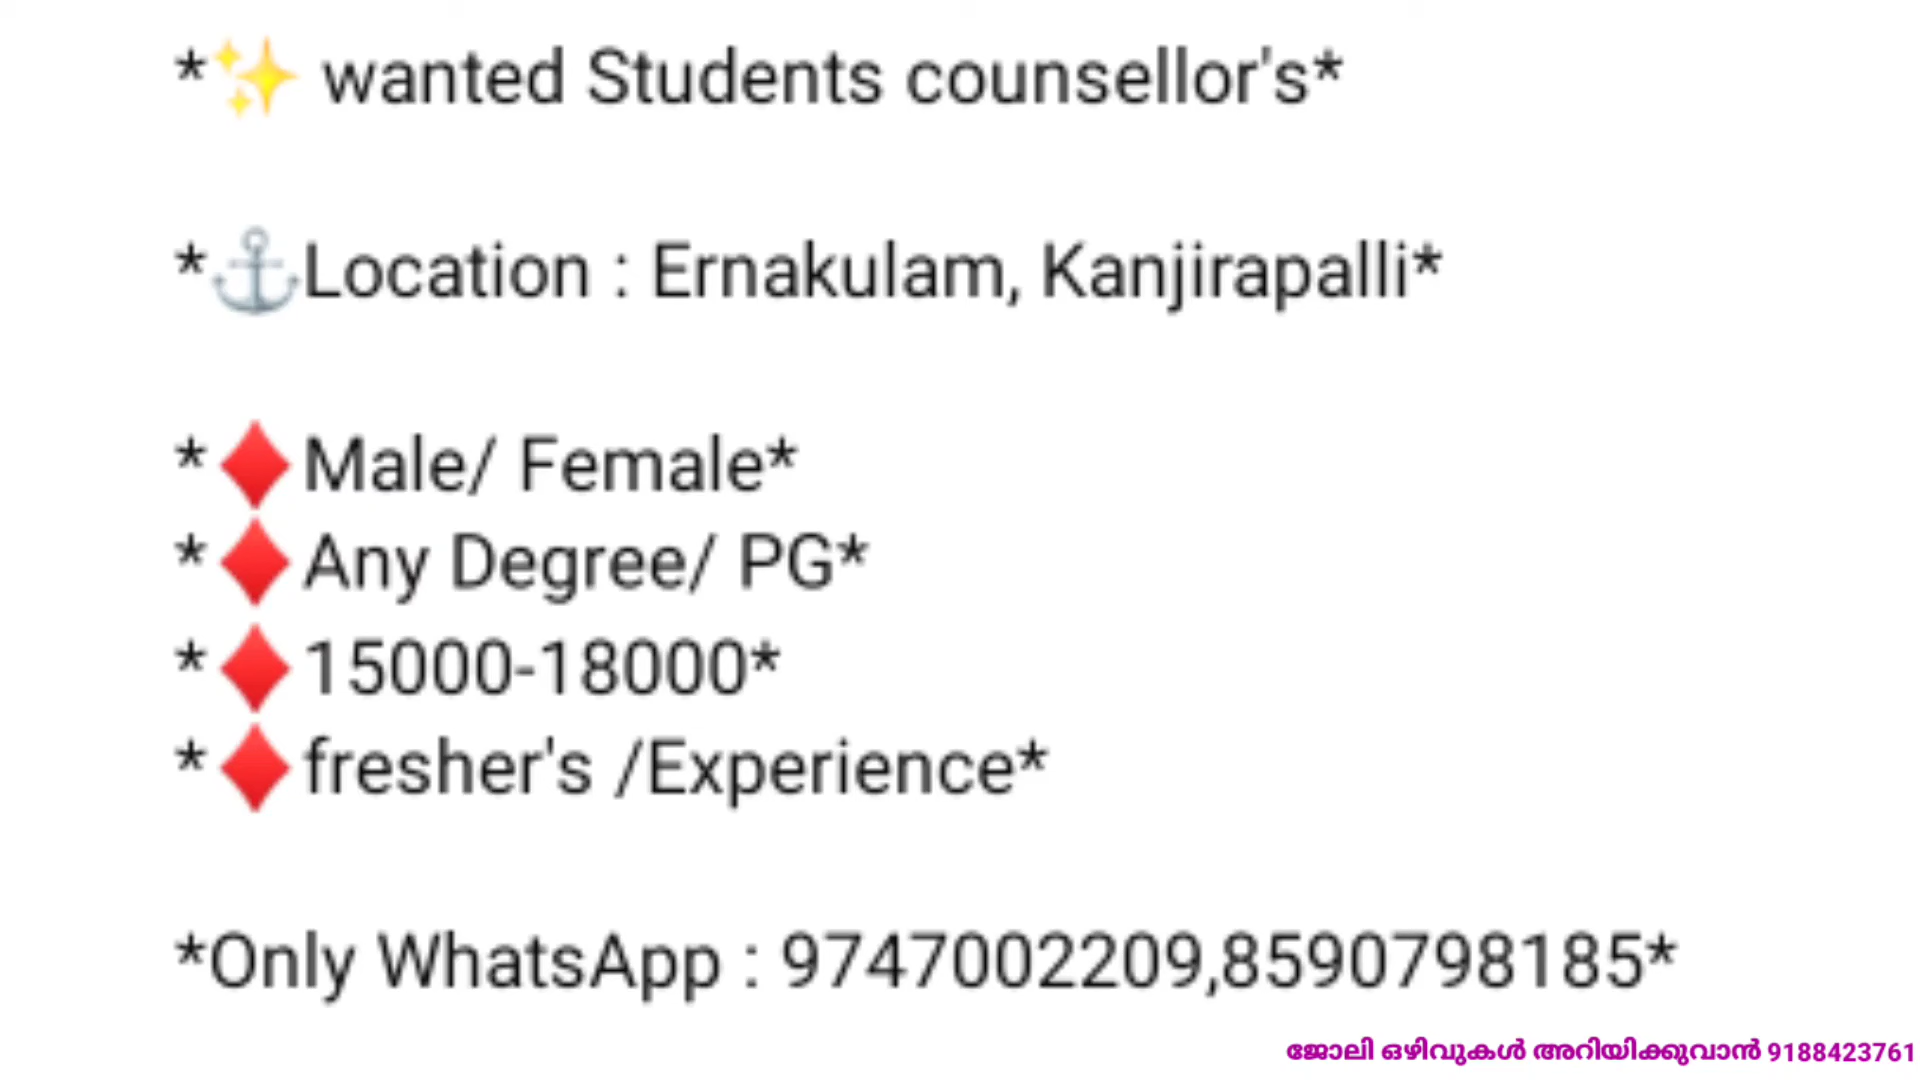 *✨ wanted Students counsellor's*
*⚓Location : Ernakulam, Kanjirapalli*
*♦️Male/ Female*
*♦️Any Degree/ PG*
*♦️15000-18000*
*♦️fresher's /Experience*
*Only WhatsApp : 9747002209,8590798185*
ജോലി ഒഴിവുകൾ അറിയിക്കുവാൻ 9188423761